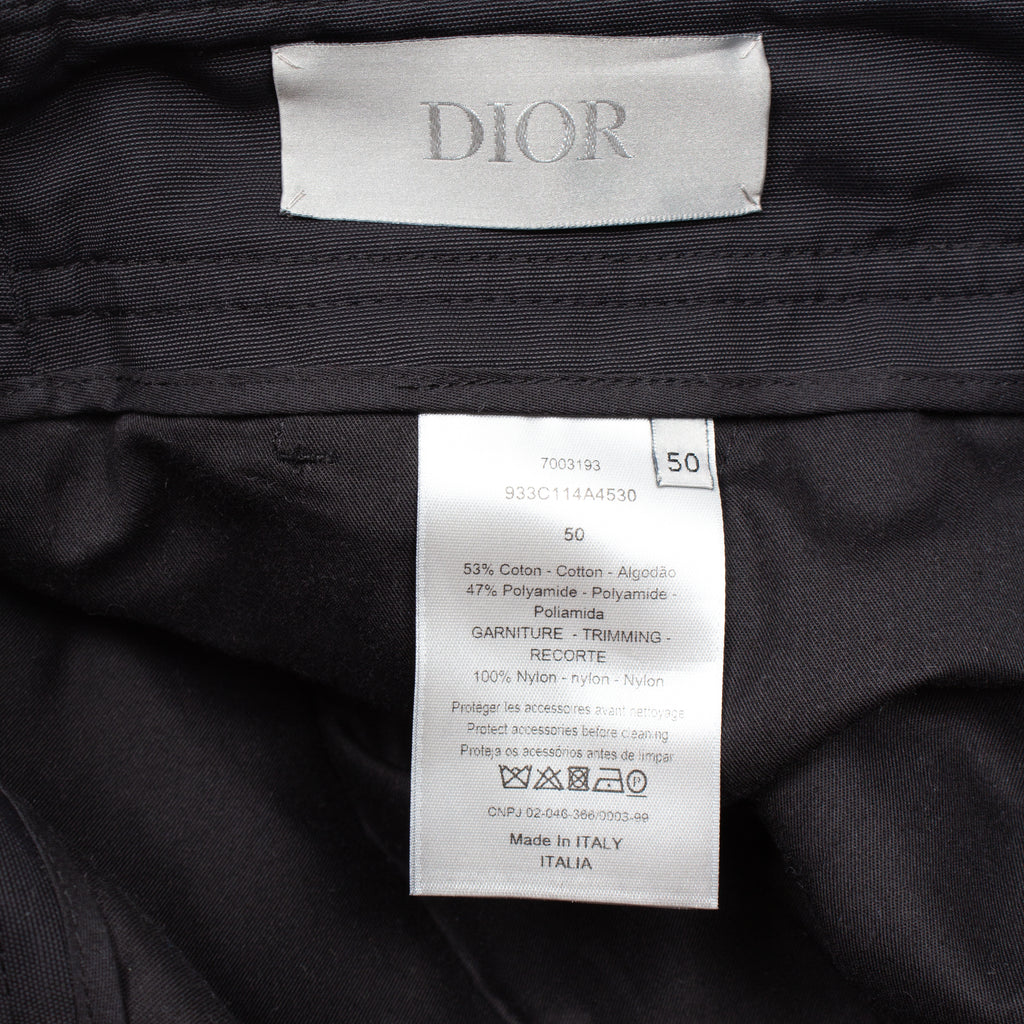 DIOR
50
7003193
933C114A4530
50
53% Coton - Cotton - Algodão
47% Polyamide - Polyamide -
Poliamida
GARNITURE - TRIMMING -
RECORTE
100% Nylon - nylon - Nylon
Protéger les accessoires avant nettoyage
Protect accessories before cleaning
Proteja os acessórios antes de limpar
P
CNPJ 02-046-366/0003-99
Made In ITALY
ITALIA